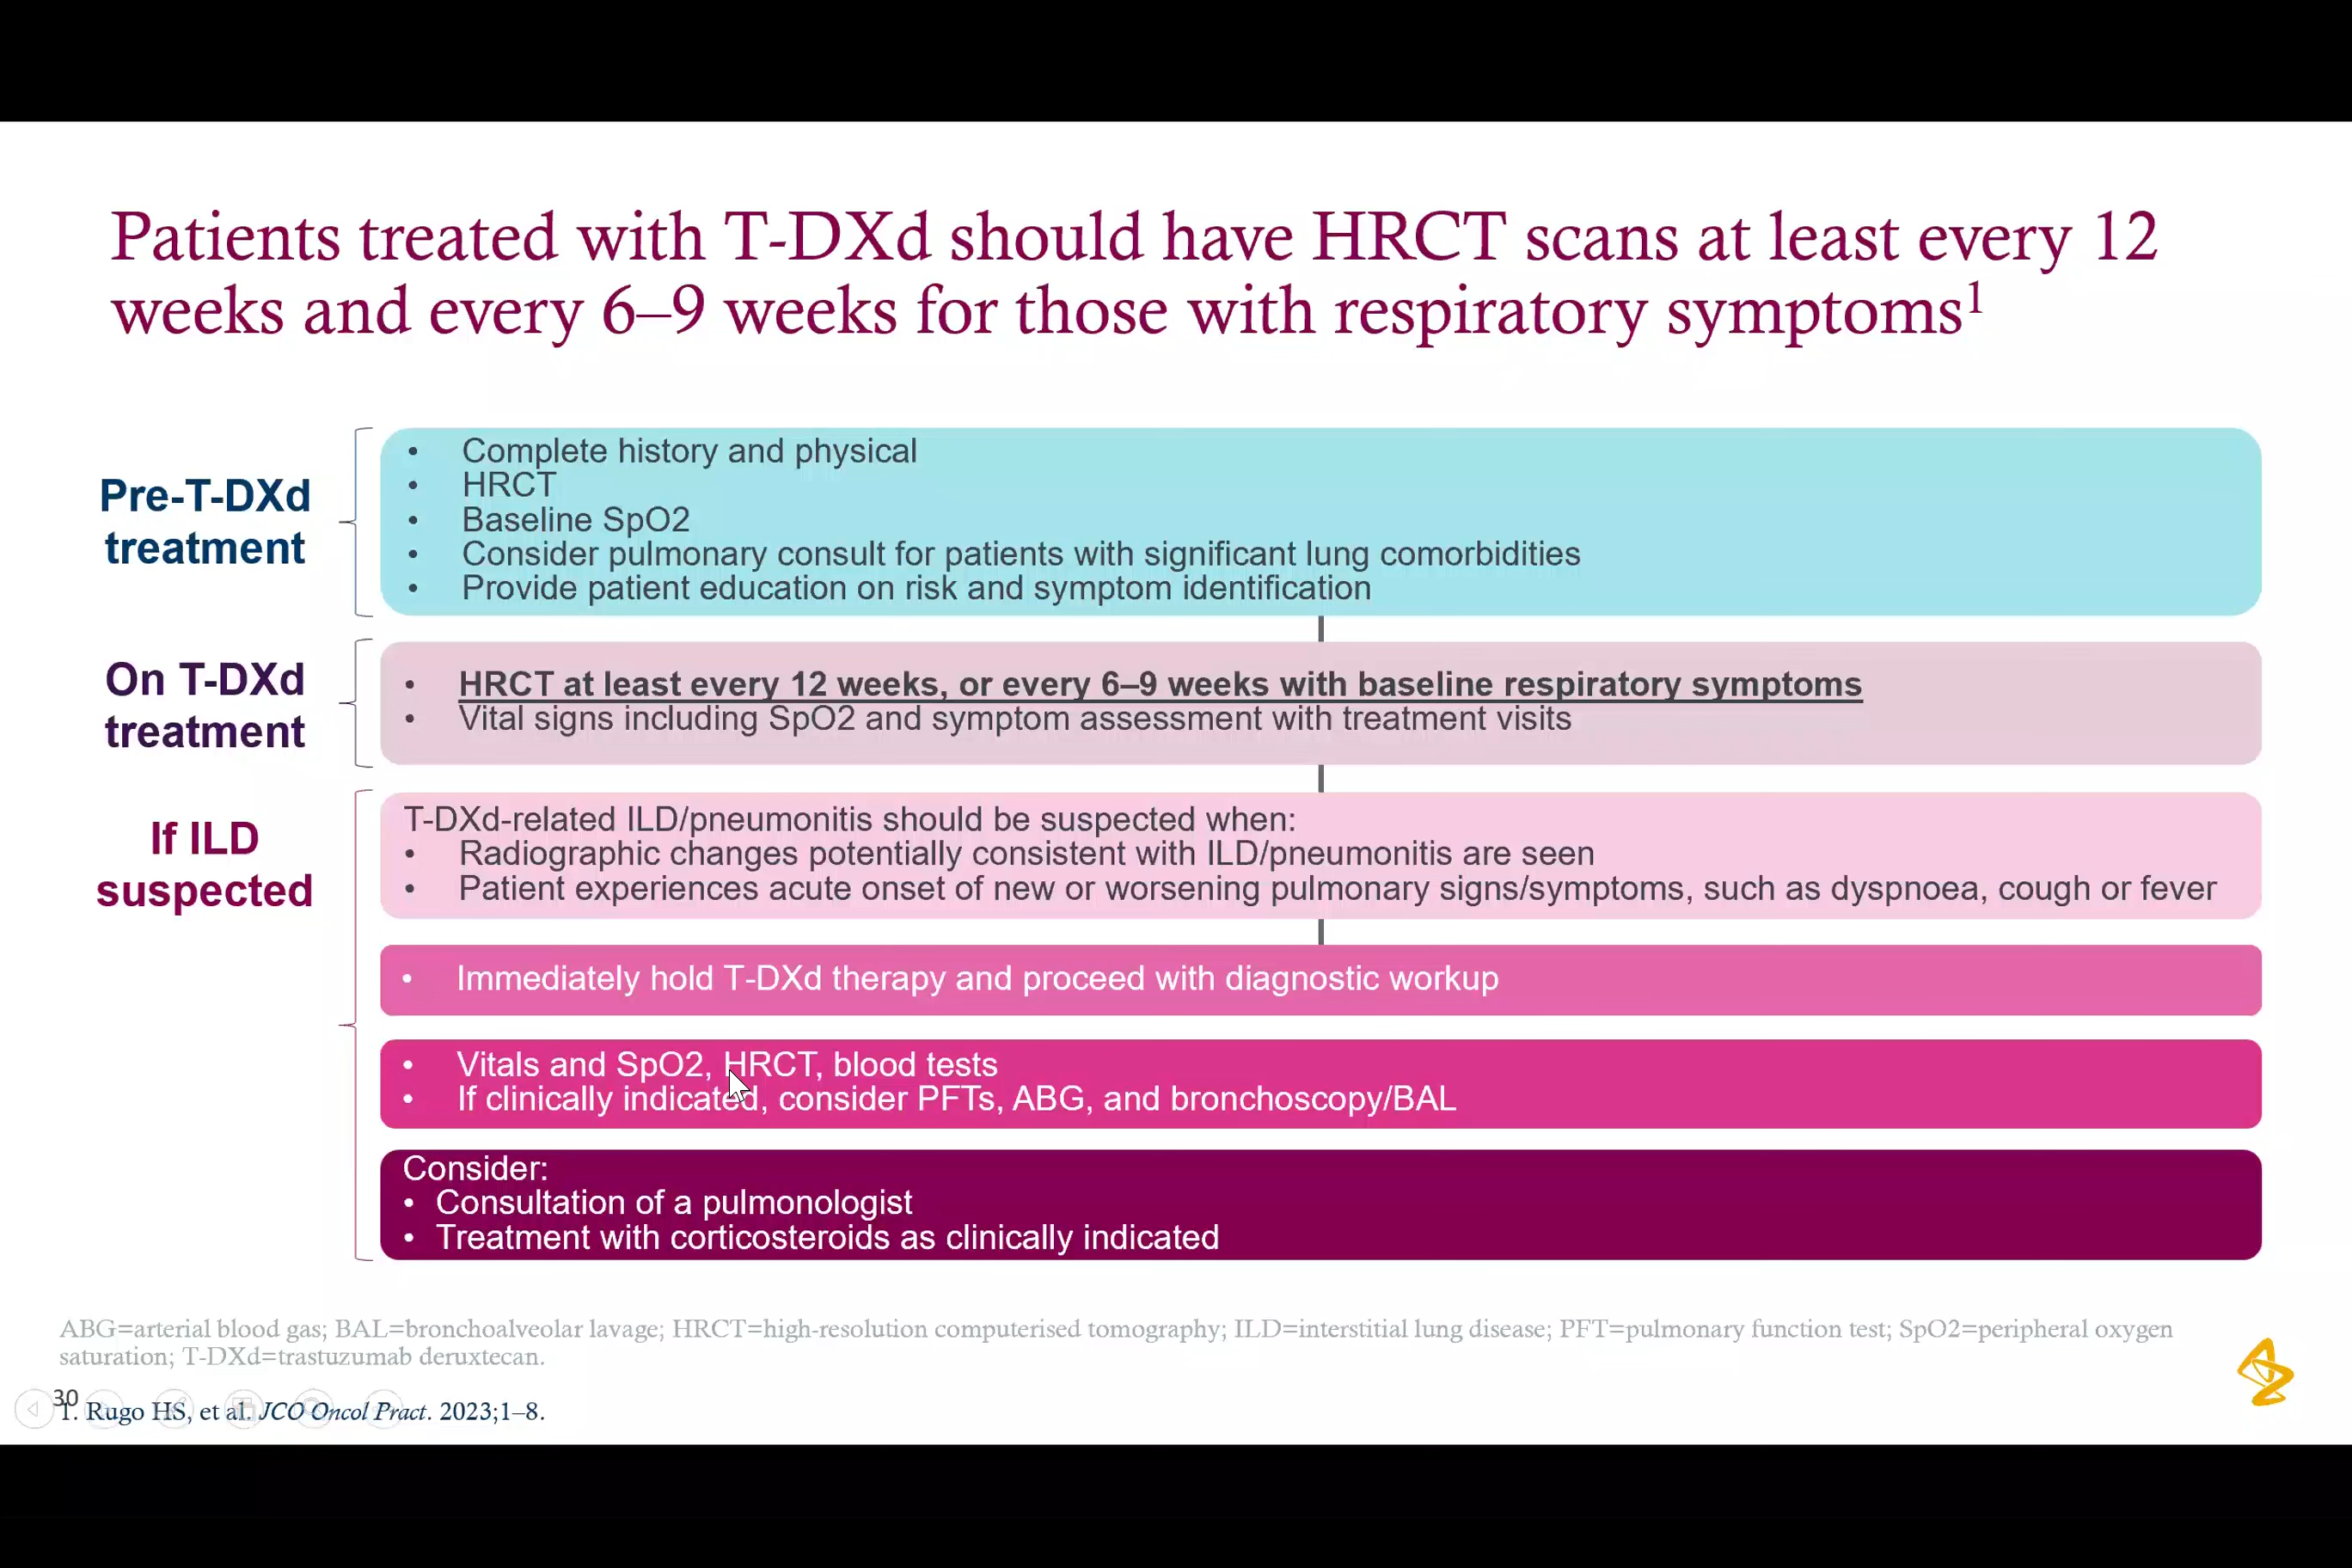 Patients treated with T-DXd should have HRCT scans at least every 12
weeks and every 6–9 weeks for those with respiratory symptoms1
Pre-T-DXd
treatment
• Complete history and physical
• HRCT
• Baseline SpO2
• Consider pulmonary consult for patients with significant lung comorbidities
• Provide patient education on risk and symptom identification
On T-DXd
treatment
• HRCT at least every 12 weeks, or every 6–9 weeks with baseline respiratory symptoms
• Vital signs including SpO2 and symptom assessment with treatment visits
If ILD
suspected
T-DXd-related ILD/pneumonitis should be suspected when:
• Radiographic changes potentially consistent with ILD/pneumonitis are seen
• Patient experiences acute onset of new or worsening pulmonary signs/symptoms, such as dyspnoea, cough or fever
• Immediately hold T-DXd therapy and proceed with diagnostic workup
• Vitals and SpO2, HRCT, blood tests
• If clinically indicated, consider PFTs, ABG, and bronchoscopy/BAL
Consider:
• Consultation of a pulmonologist
• Treatment with corticosteroids as clinically indicated
ABG=arterial blood gas; BAL=bronchoalveolar lavage; HRCT=high-resolution computerised tomography; ILD=interstitial lung disease; PFT=pulmonary function test; SpO2=peripheral oxygen
saturation; T-DXd=trastuzumab deruxtecan.
30
1. Rugo HS, et al. JCO Oncol Pract. 2023;1–8.